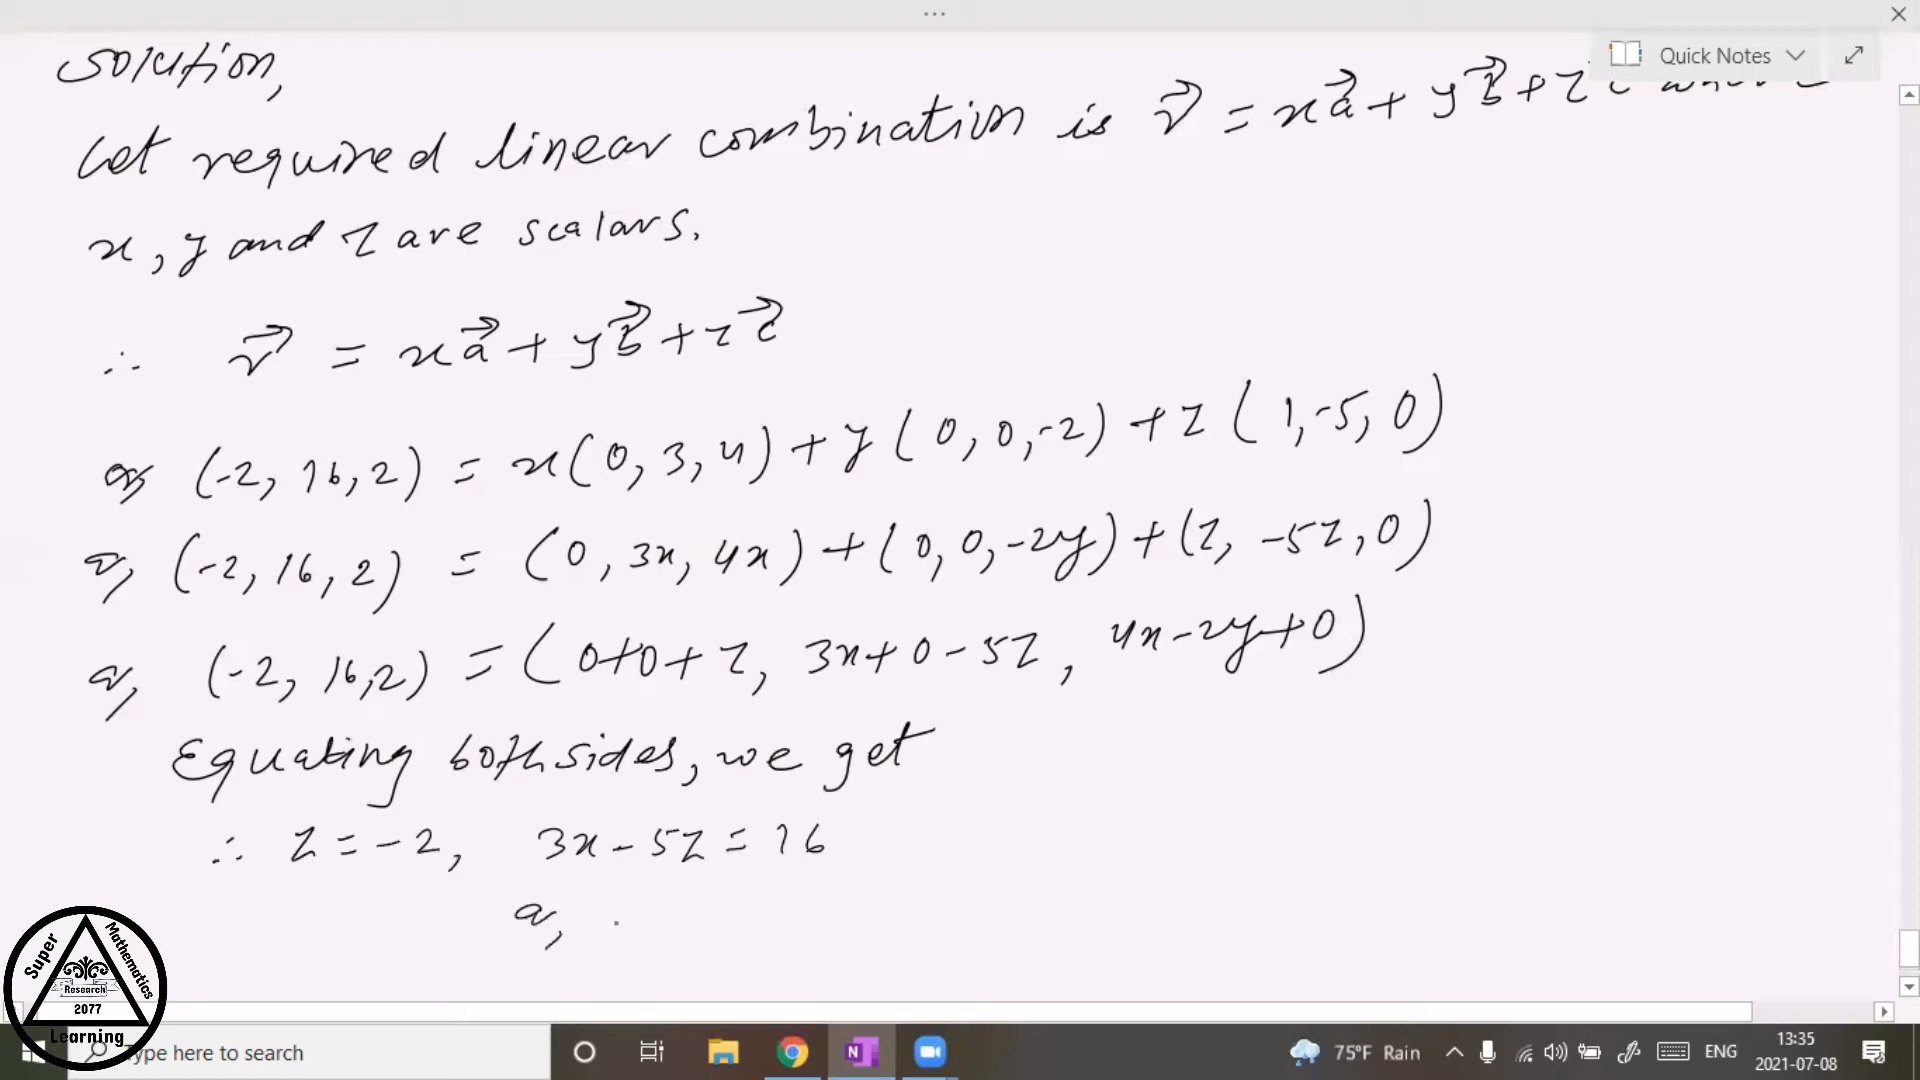 ...
Quick Notes
solution,
Let required linear combination is v⃗ = xa⃗ + yb⃗ + zc⃗ where
x, y and z are scalars.
∴ v⃗ = xa⃗ + yb⃗ + zc⃗
or, (-2, 16, 2) = x(0, 3, 4) + y(0, 0, -2) + z(1, -5, 0)
or, (-2, 16, 2) = (0, 3x, 4x) + (0, 0, -2y) + (z, -5z, 0)
or, (-2, 16, 2) = (0+0+z, 3x+0-5z, 4x-2y+0)
Equating both sides, we get
∴ z = -2, 3x - 5z = 16
or,
Super Mathematics
Research
2077
Learning
Type here to search
75°F Rain
ENG
13:35
2021-07-08